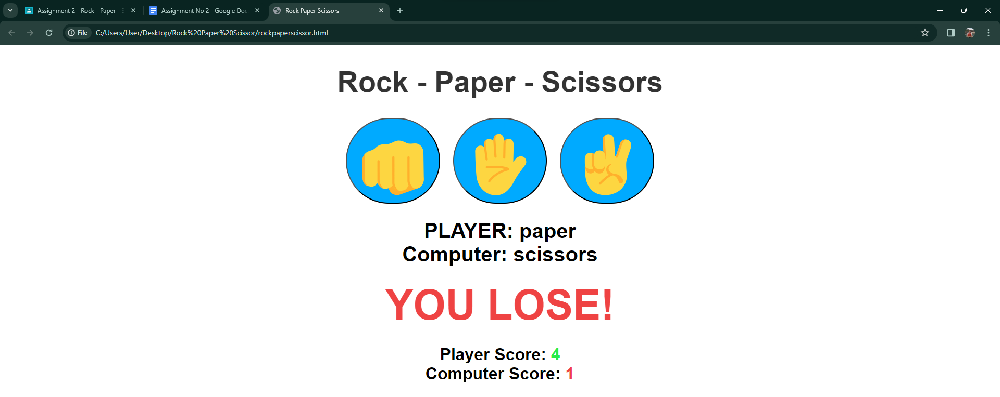 Assignment 2 - Rock - Paper - S
Assignment No 2 - Google Doc
Rock Paper Scissors
File
C:/Users/User/Desktop/Rock%20Paper%20Scissor/rockpaperscissor.html
Rock - Paper - Scissors
PLAYER: paper
Computer: scissors
YOU LOSE!
Player Score: 4
Computer Score: 1